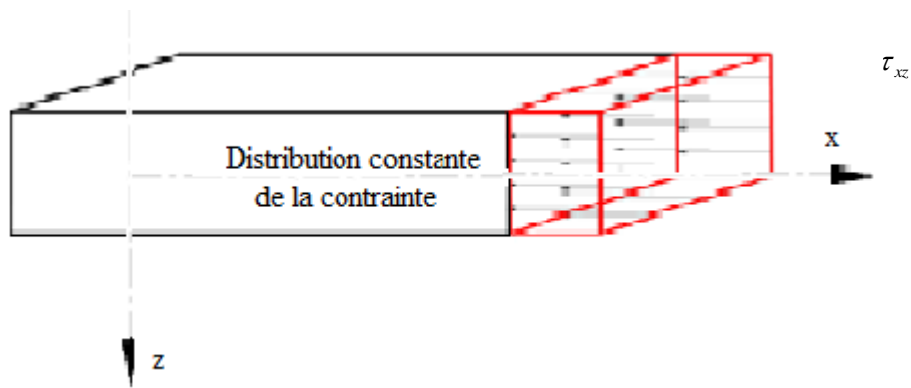 τxz
x
Distribution constante
de la contrainte
z